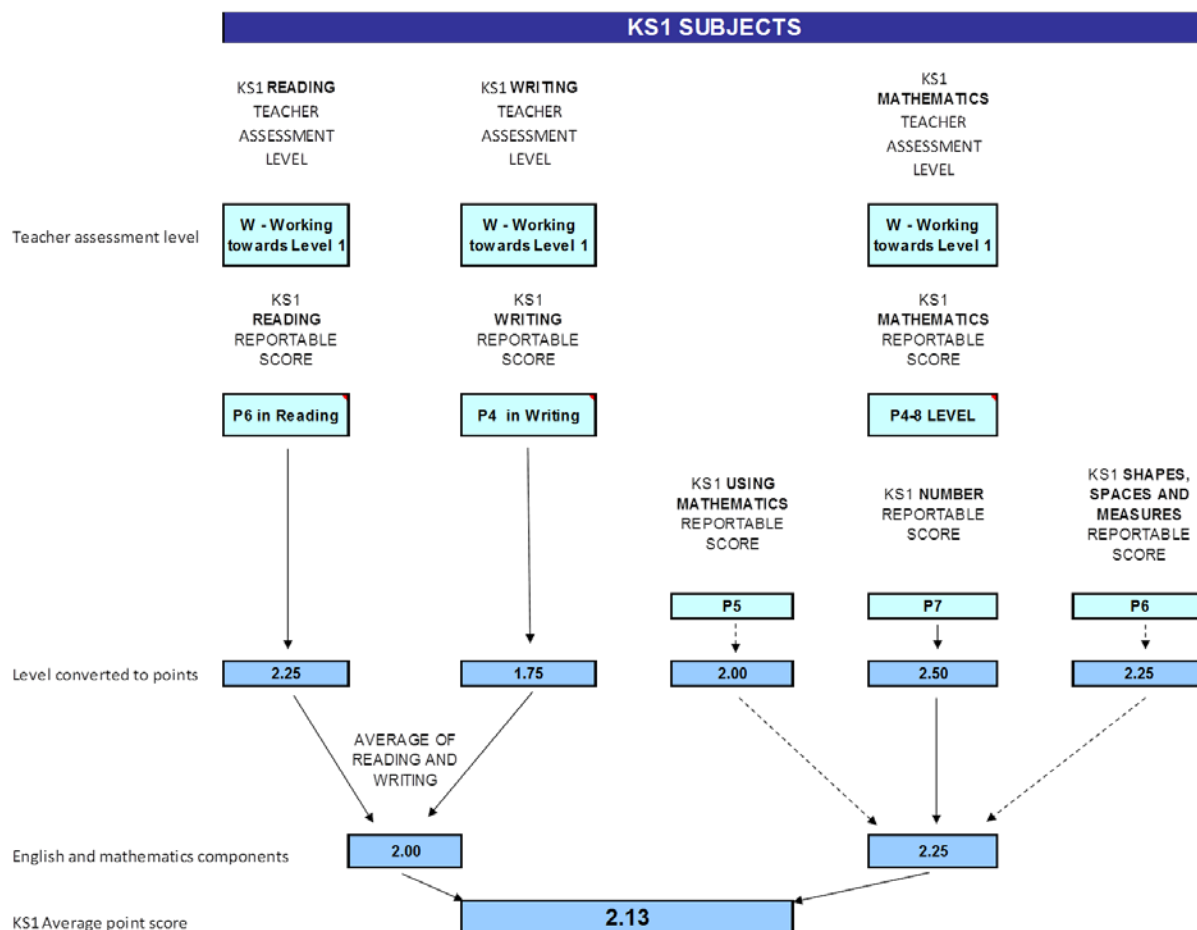 KS1 SUBJECTS
KS1 READING
TEACHER
ASSESSMENT
LEVEL
KS1 WRITING
TEACHER
ASSESSMENT
LEVEL
KS1
MATHEMATICS
TEACHER
ASSESSMENT
LEVEL
Teacher assessment level
W - Working
towards Level 1
W - Working
towards Level 1
W - Working
towards Level 1
KS1
READING
REPORTABLE
SCORE
KS1
WRITING
REPORTABLE
SCORE
KS1
MATHEMATICS
REPORTABLE
SCORE
P6 in Reading
P4 in Writing
P4-8 LEVEL
KS1 USING
MATHEMATICS
REPORTABLE
SCORE
KS1 NUMBER
REPORTABLE
SCORE
KS1 SHAPES,
SPACES AND
MEASURES
REPORTABLE
SCORE
P5
P7
P6
Level converted to points
2.25
1.75
2.00
2.50
2.25
AVERAGE OF
READING AND
WRITING
English and mathematics components
2.00
2.25
KS1 Average point score
2.13